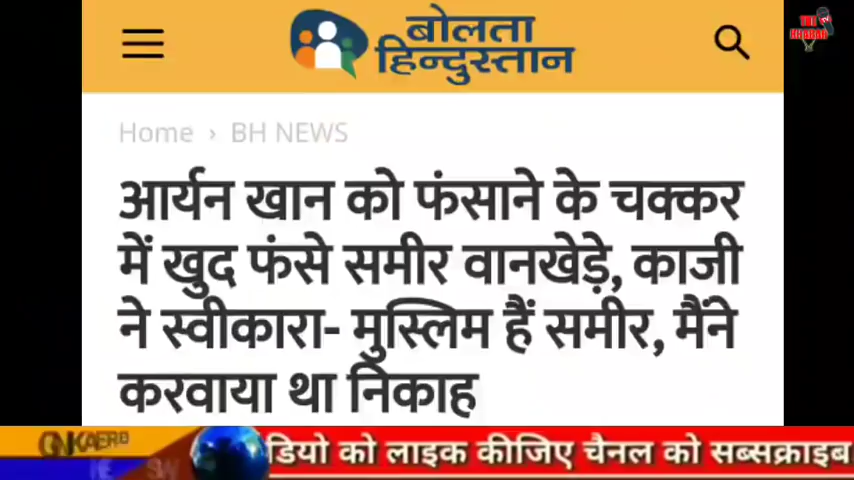 बोलता
हिन्दुस्तान
Home › BH NEWS
आर्यन खान को फंसाने के चक्कर
में खुद फंसे समीर वानखेड़े, काजी
ने स्वीकारा- मुस्लिम हैं समीर, मैंने
करवाया था निकाह
डियो को लाइक कीजिए चैनल को सब्सक्राइब